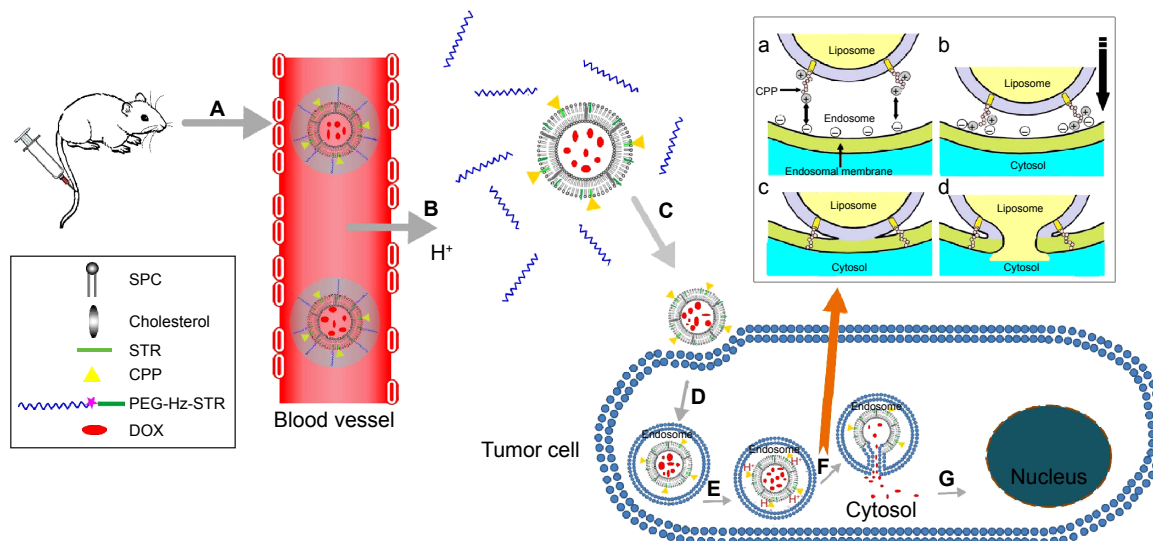 A
B
H⁺
C
SPC
Cholesterol
STR
CPP
PEG-Hz-STR
DOX
Blood vessel
a
Liposome
CPP
+
+
+
+
Endosome
−
−
−
−
−
Endosomal membrane
b
Liposome
+
+
+
+
−
−
−
−
−
Cytosol
c
Liposome
Cytosol
d
Liposome
Cytosol
Tumor cell
D
Endosome
E
Endosome
H⁺
H⁺
H⁺
H⁺
F
Endosome
Cytosol
G
Nucleus